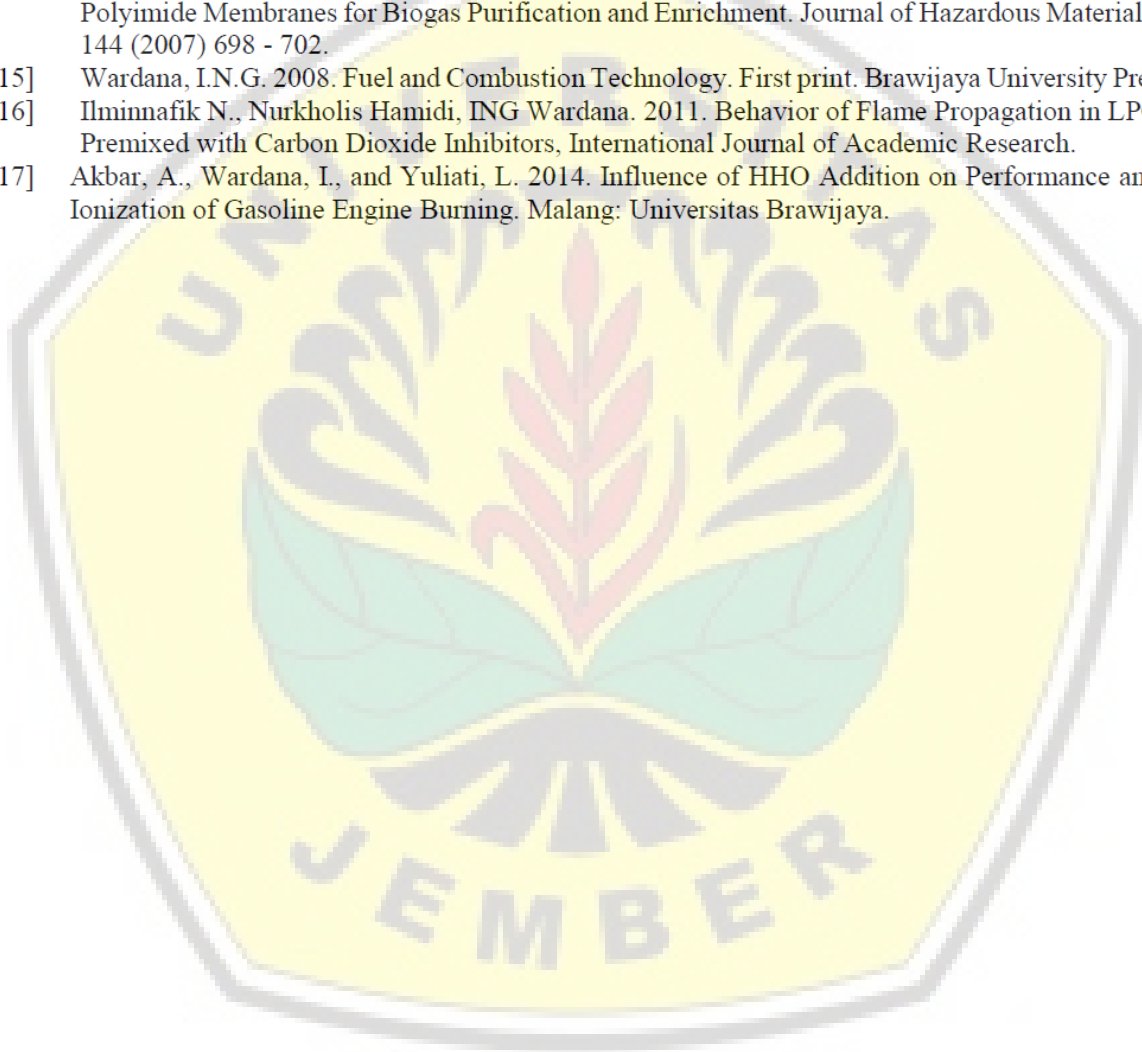 Polyimide Membranes for Biogas Purification and Enrichment. Journal of Hazardous Material
144 (2007) 698 - 702.
15] Wardana, I.N.G. 2008. Fuel and Combustion Technology. First print. Brawijaya University Pre
16] Ilminnafik N., Nurkholis Hamidi, ING Wardana. 2011. Behavior of Flame Propagation in LP
Premixed with Carbon Dioxide Inhibitors, International Journal of Academic Research.
17] Akbar, A., Wardana, I., and Yuliati, L. 2014. Influence of HHO Addition on Performance an
Ionization of Gasoline Engine Burning. Malang: Universitas Brawijaya.
UNIVERSITAS
JEMBER